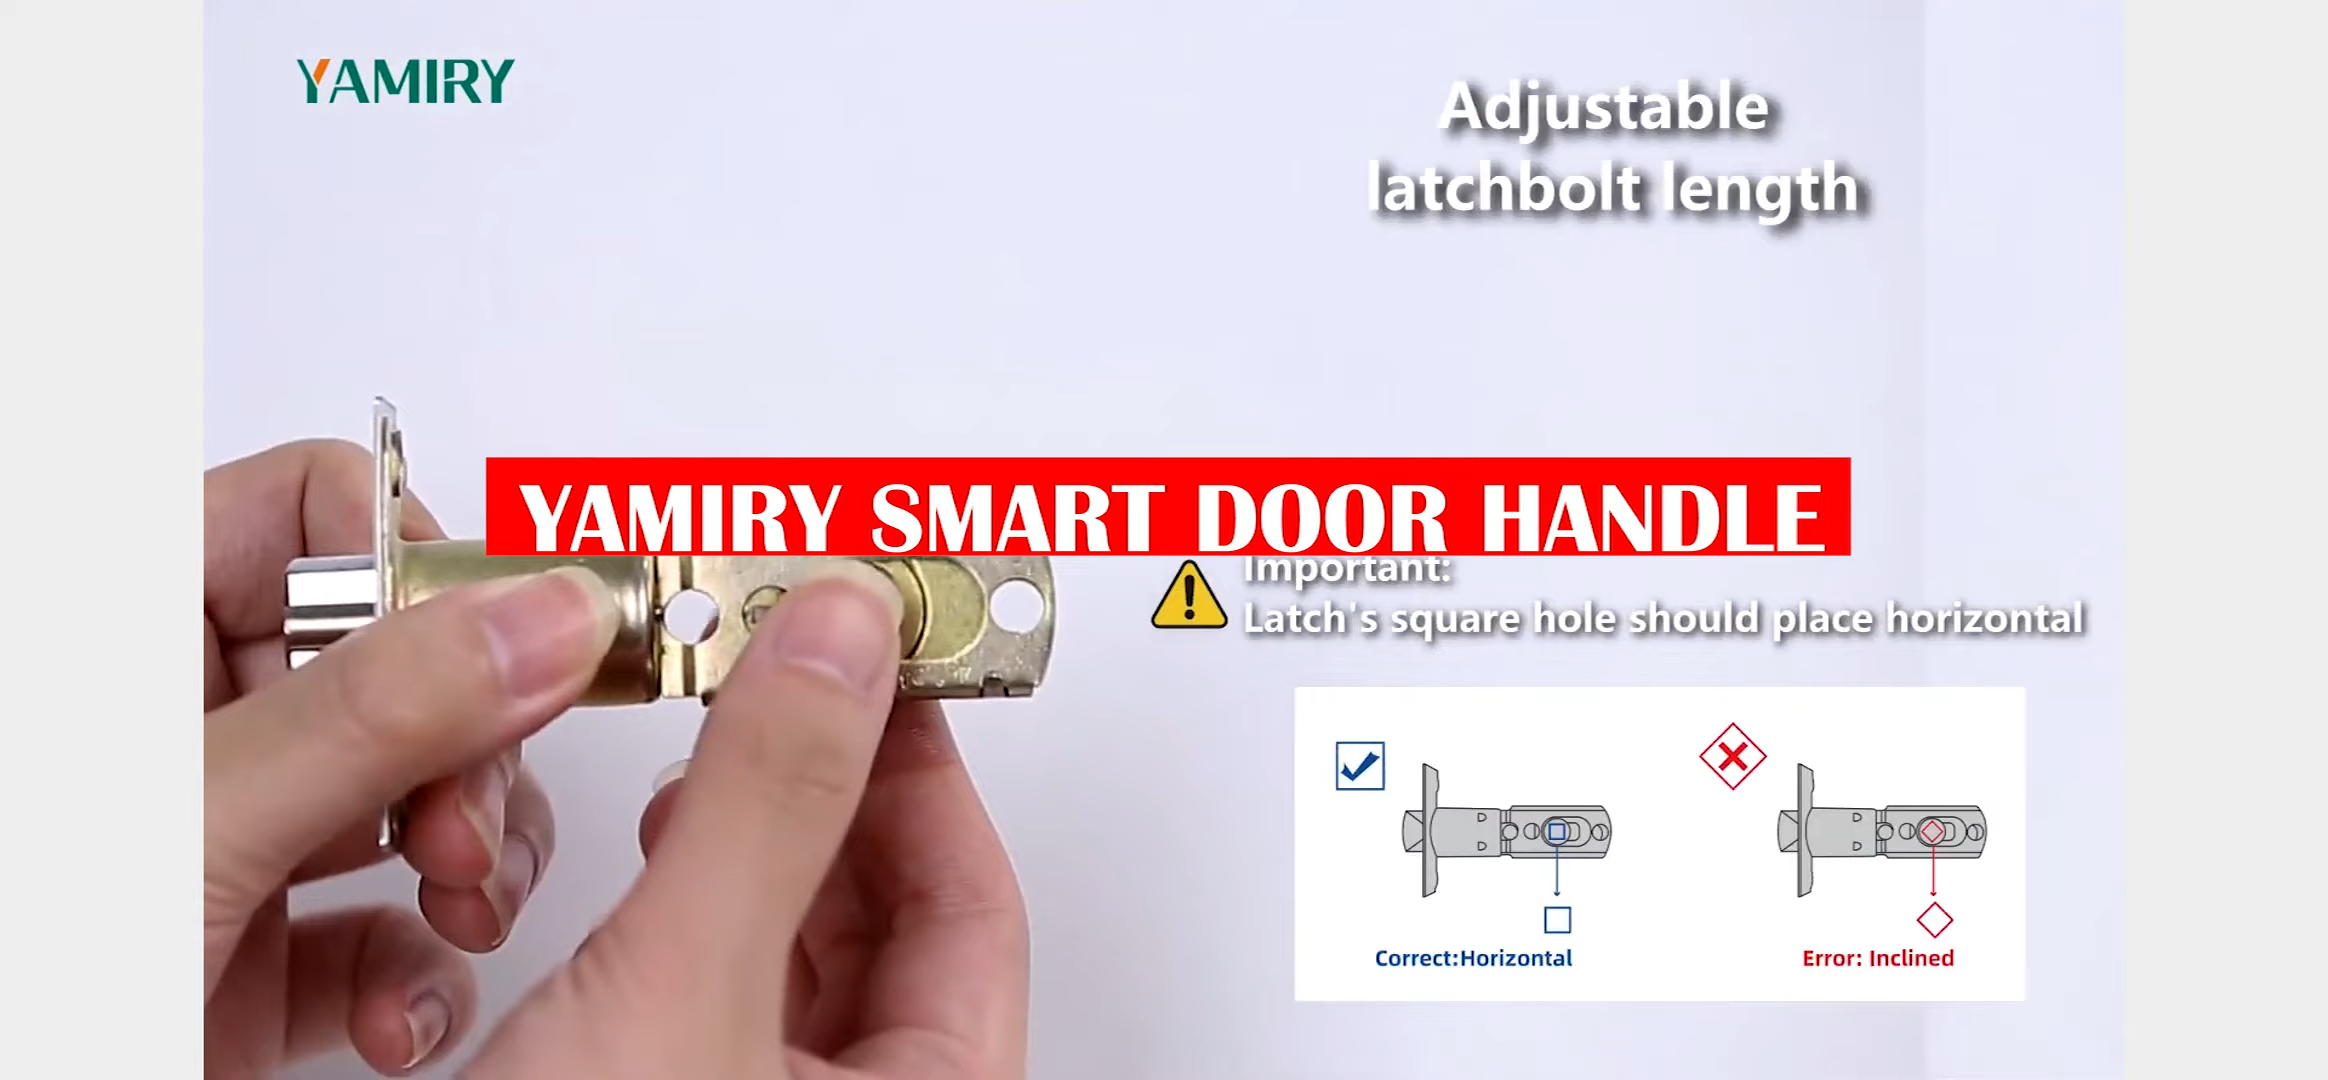 YAMIRY
Adjustable
latchbolt length
YAMIRY SMART DOOR HANDLE
Important:
Latch's square hole should place horizontal
Correct:Horizontal
Error: Inclined